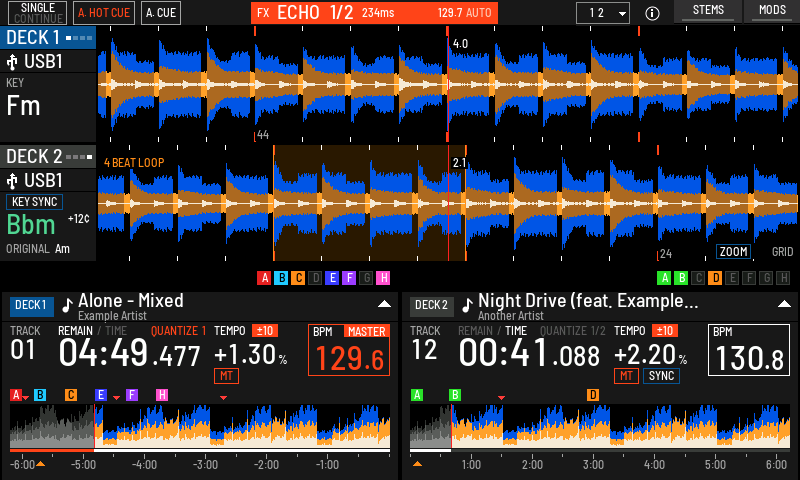 SINGLE
CONTINUE
A. HOT CUE
A. CUE
FX ECHO 1/2 234ms 129.7 AUTO
1 2
STEMS
MODS
DECK 1
USB1
KEY
Fm
4.0
44
DECK 2
USB1
KEY SYNC
Bbm +12¢
ORIGINAL Am
4 BEAT LOOP
2.1
24
ZOOM
GRID
A B C D E F G H
A B C D E F G H
DECK 1
Alone - Mixed
Example Artist
TRACK
01
REMAIN / TIME
QUANTIZE 1
04:49.477
TEMPO ±10
+1.30%
MT
BPM MASTER
129.6
A B C E F H
-6:00 -5:00 -4:00 -3:00 -2:00 -1:00
DECK 2
Night Drive (feat. Example...
Another Artist
TRACK
12
REMAIN / TIME
QUANTIZE 1/2
00:41.088
TEMPO ±10
+2.20%
MT SYNC
BPM
130.8
A B D
1:00 2:00 3:00 4:00 5:00 6:00